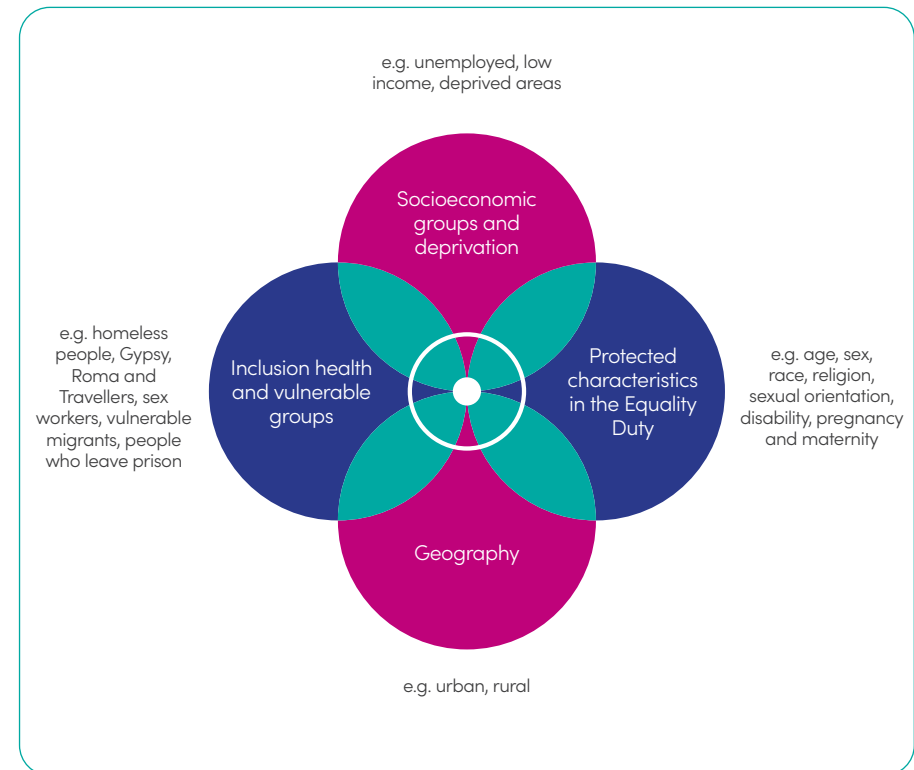 e.g. unemployed, low
income, deprived areas
Socioeconomic
groups and
deprivation
e.g. homeless
people, Gypsy,
Roma and
Travellers, sex
workers, vulnerable
migrants, people
who leave prison
Inclusion health
and vulnerable
groups
Protected
characteristics
in the Equality
Duty
e.g. age, sex,
race, religion,
sexual orientation,
disability, pregnancy
and maternity
Geography
e.g. urban, rural